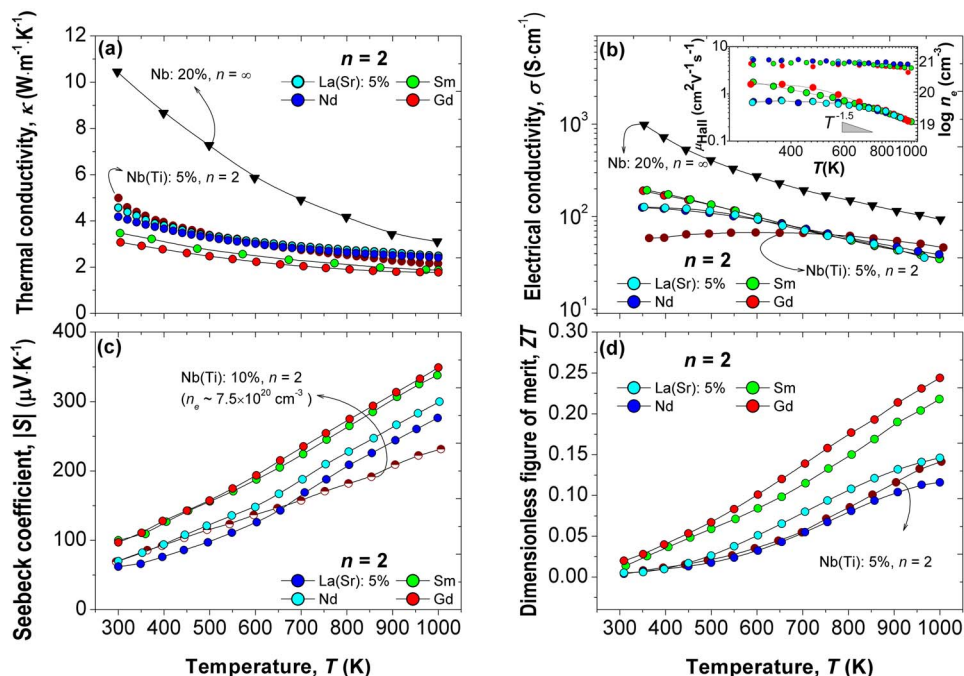 Thermal conductivity, κ (W·m⁻¹·K⁻¹)
12
10
8
6
4
2
0
(a)
n = 2
Nb: 20%, n = ∞
La(Sr): 5%
Sm
Nd
Gd
Nb(Ti): 5%, n = 2
Electrical conductivity, σ (S·cm⁻¹)
10³
10²
10¹
(b)
μHall (cm²V⁻¹s⁻¹)
10
1
log nₑ (cm⁻³)
21
20
19
T⁻¹·⁵
400
600
800
1000
T(K)
Nb: 20%, n = ∞
n = 2
Nb(Ti): 5%, n = 2
La(Sr): 5%
Sm
Nd
Gd
Seebeck coefficient, |S| (μV·K⁻¹)
400
300
200
100
0
(c)
Nb(Ti): 10%, n = 2
(nₑ ~ 7.5×10²⁰ cm⁻³ )
n = 2
La(Sr): 5%
Sm
Nd
Gd
300 400 500 600 700 800 900 1000
Temperature, T (K)
Dimensionless figure of merit, ZT
0.30
0.25
0.20
0.15
0.10
0.05
0.00
(d)
n = 2
La(Sr): 5%
Sm
Nd
Gd
Nb(Ti): 5%, n = 2
300 400 500 600 700 800 900 1000
Temperature, T (K)